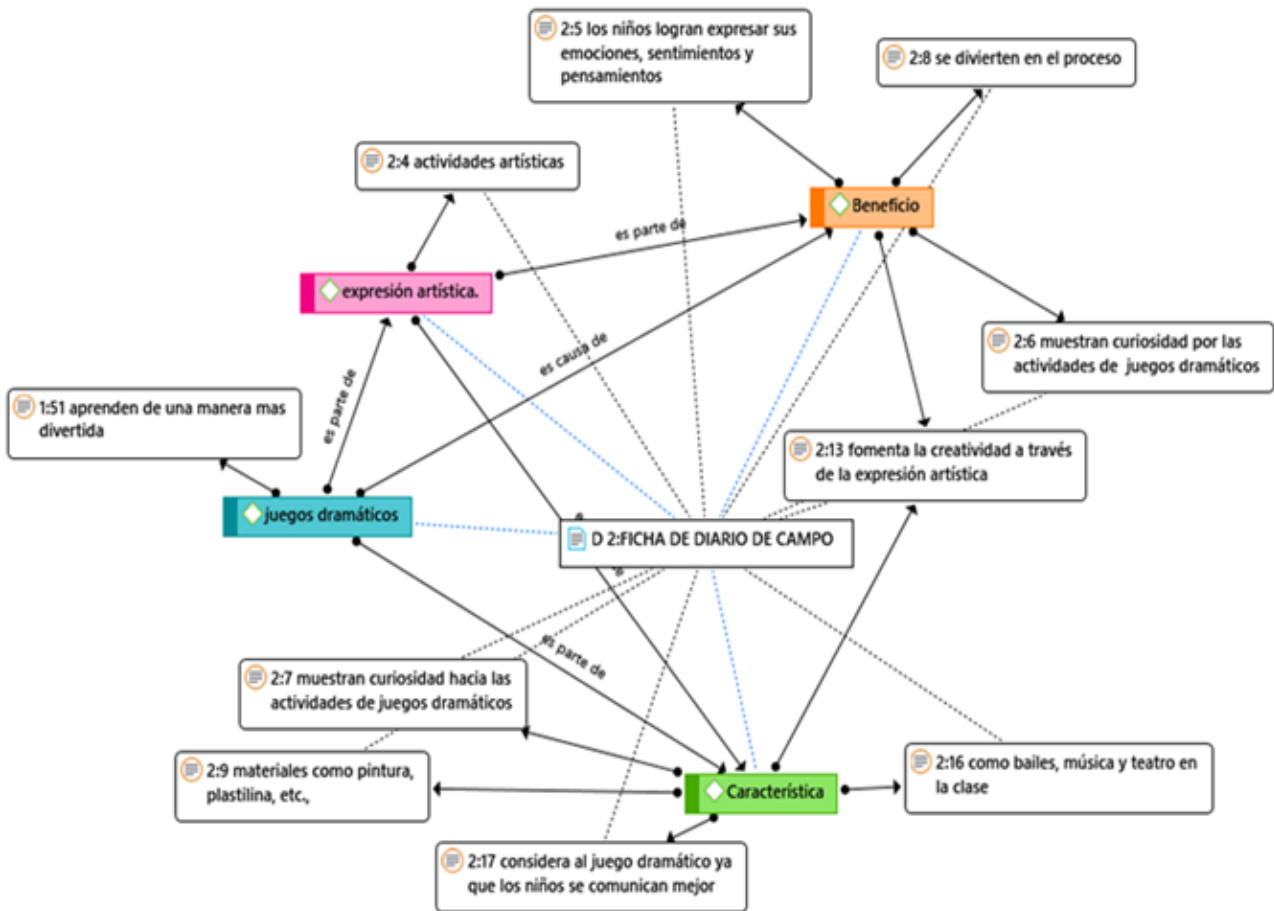 2:5 los niños logran expresar sus
emociones, sentimientos y
pensamientos
2:8 se divierten en el proceso
2:4 actividades artísticas
Beneficio
es parte de
expresión artística.
2:6 muestran curiosidad por las
actividades de juegos dramáticos
es causa de
1:51 aprenden de una manera mas
divertida
es parte de
2:13 fomenta la creatividad a través
de la expresión artística
juegos dramáticos
D 2:FICHA DE DIARIO DE CAMPO
es parte de
2:7 muestran curiosidad hacia las
actividades de juegos dramáticos
2:9 materiales como pintura,
plastilina, etc.,
Característica
2:16 como bailes, música y teatro en
la clase
2:17 considera al juego dramático ya
que los niños se comunican mejor